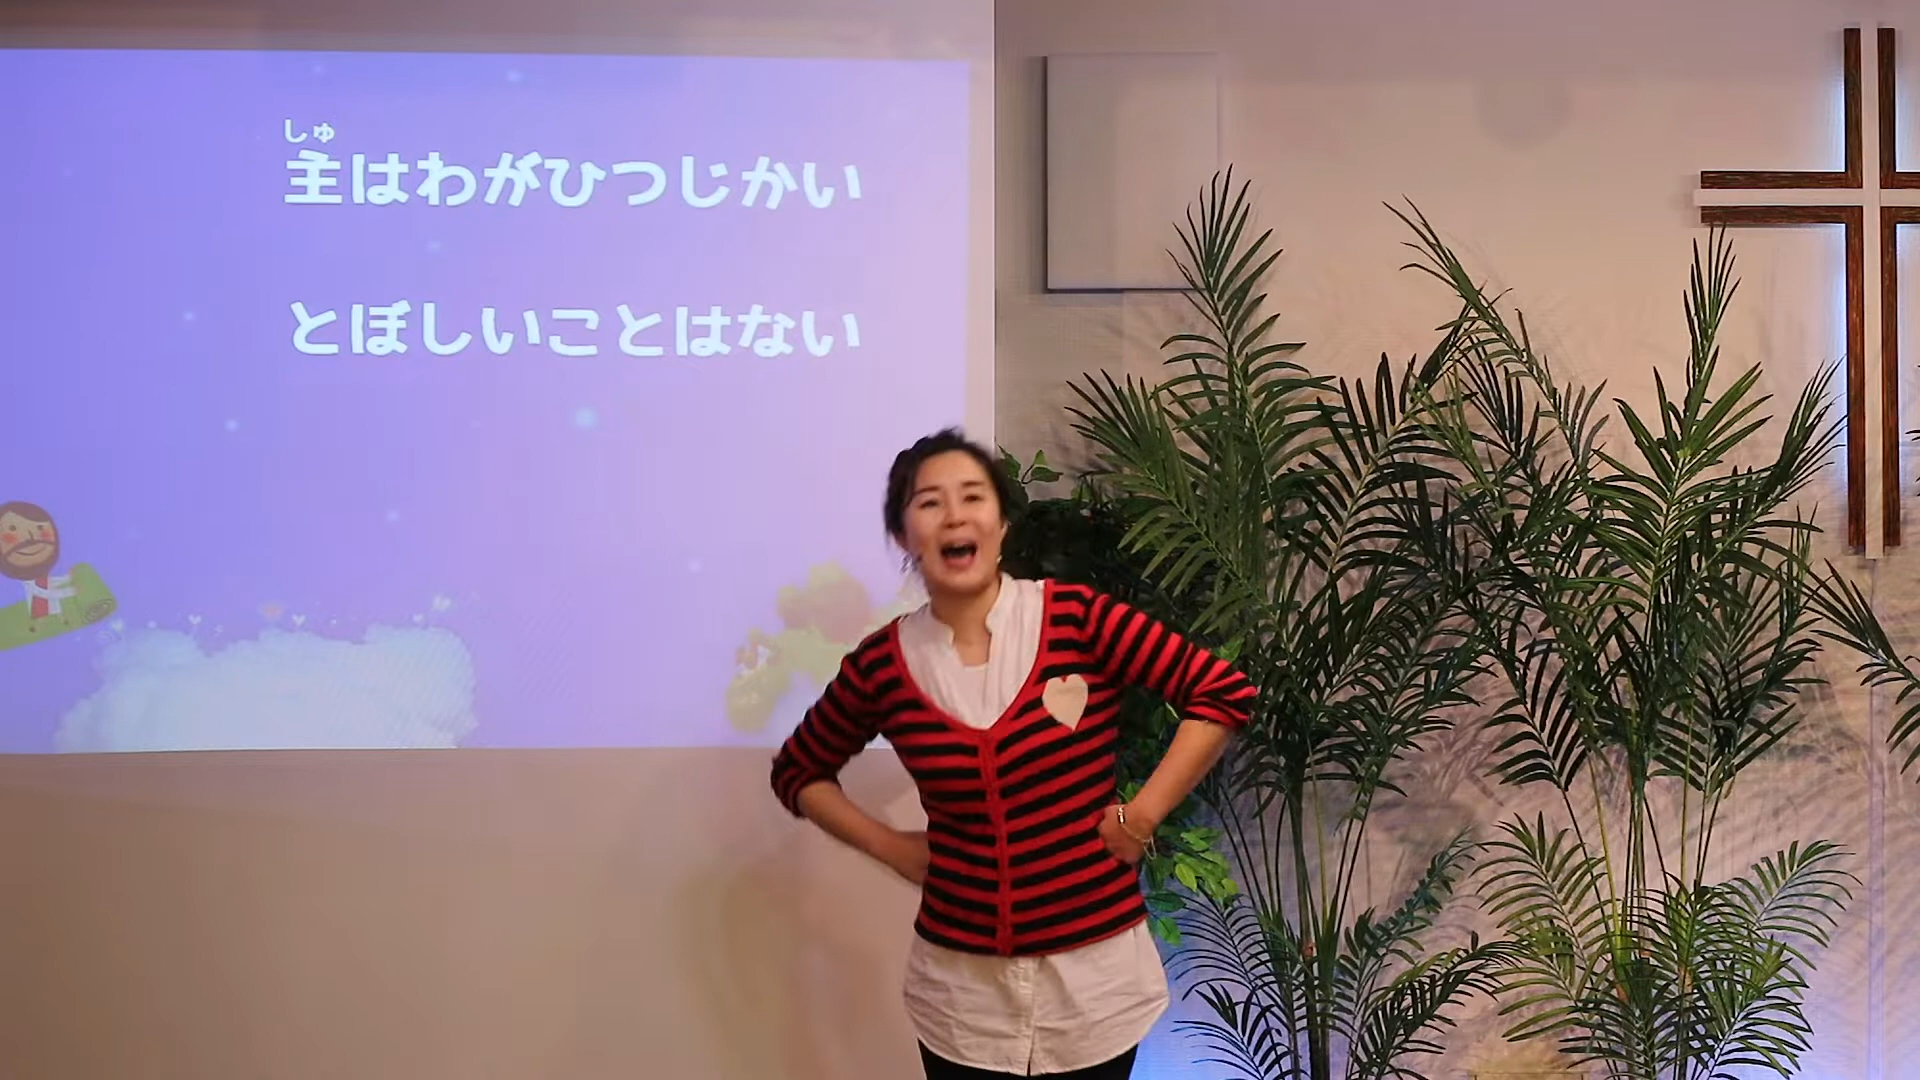 しゅ
主はわがひつじかい
とぼしいことはない